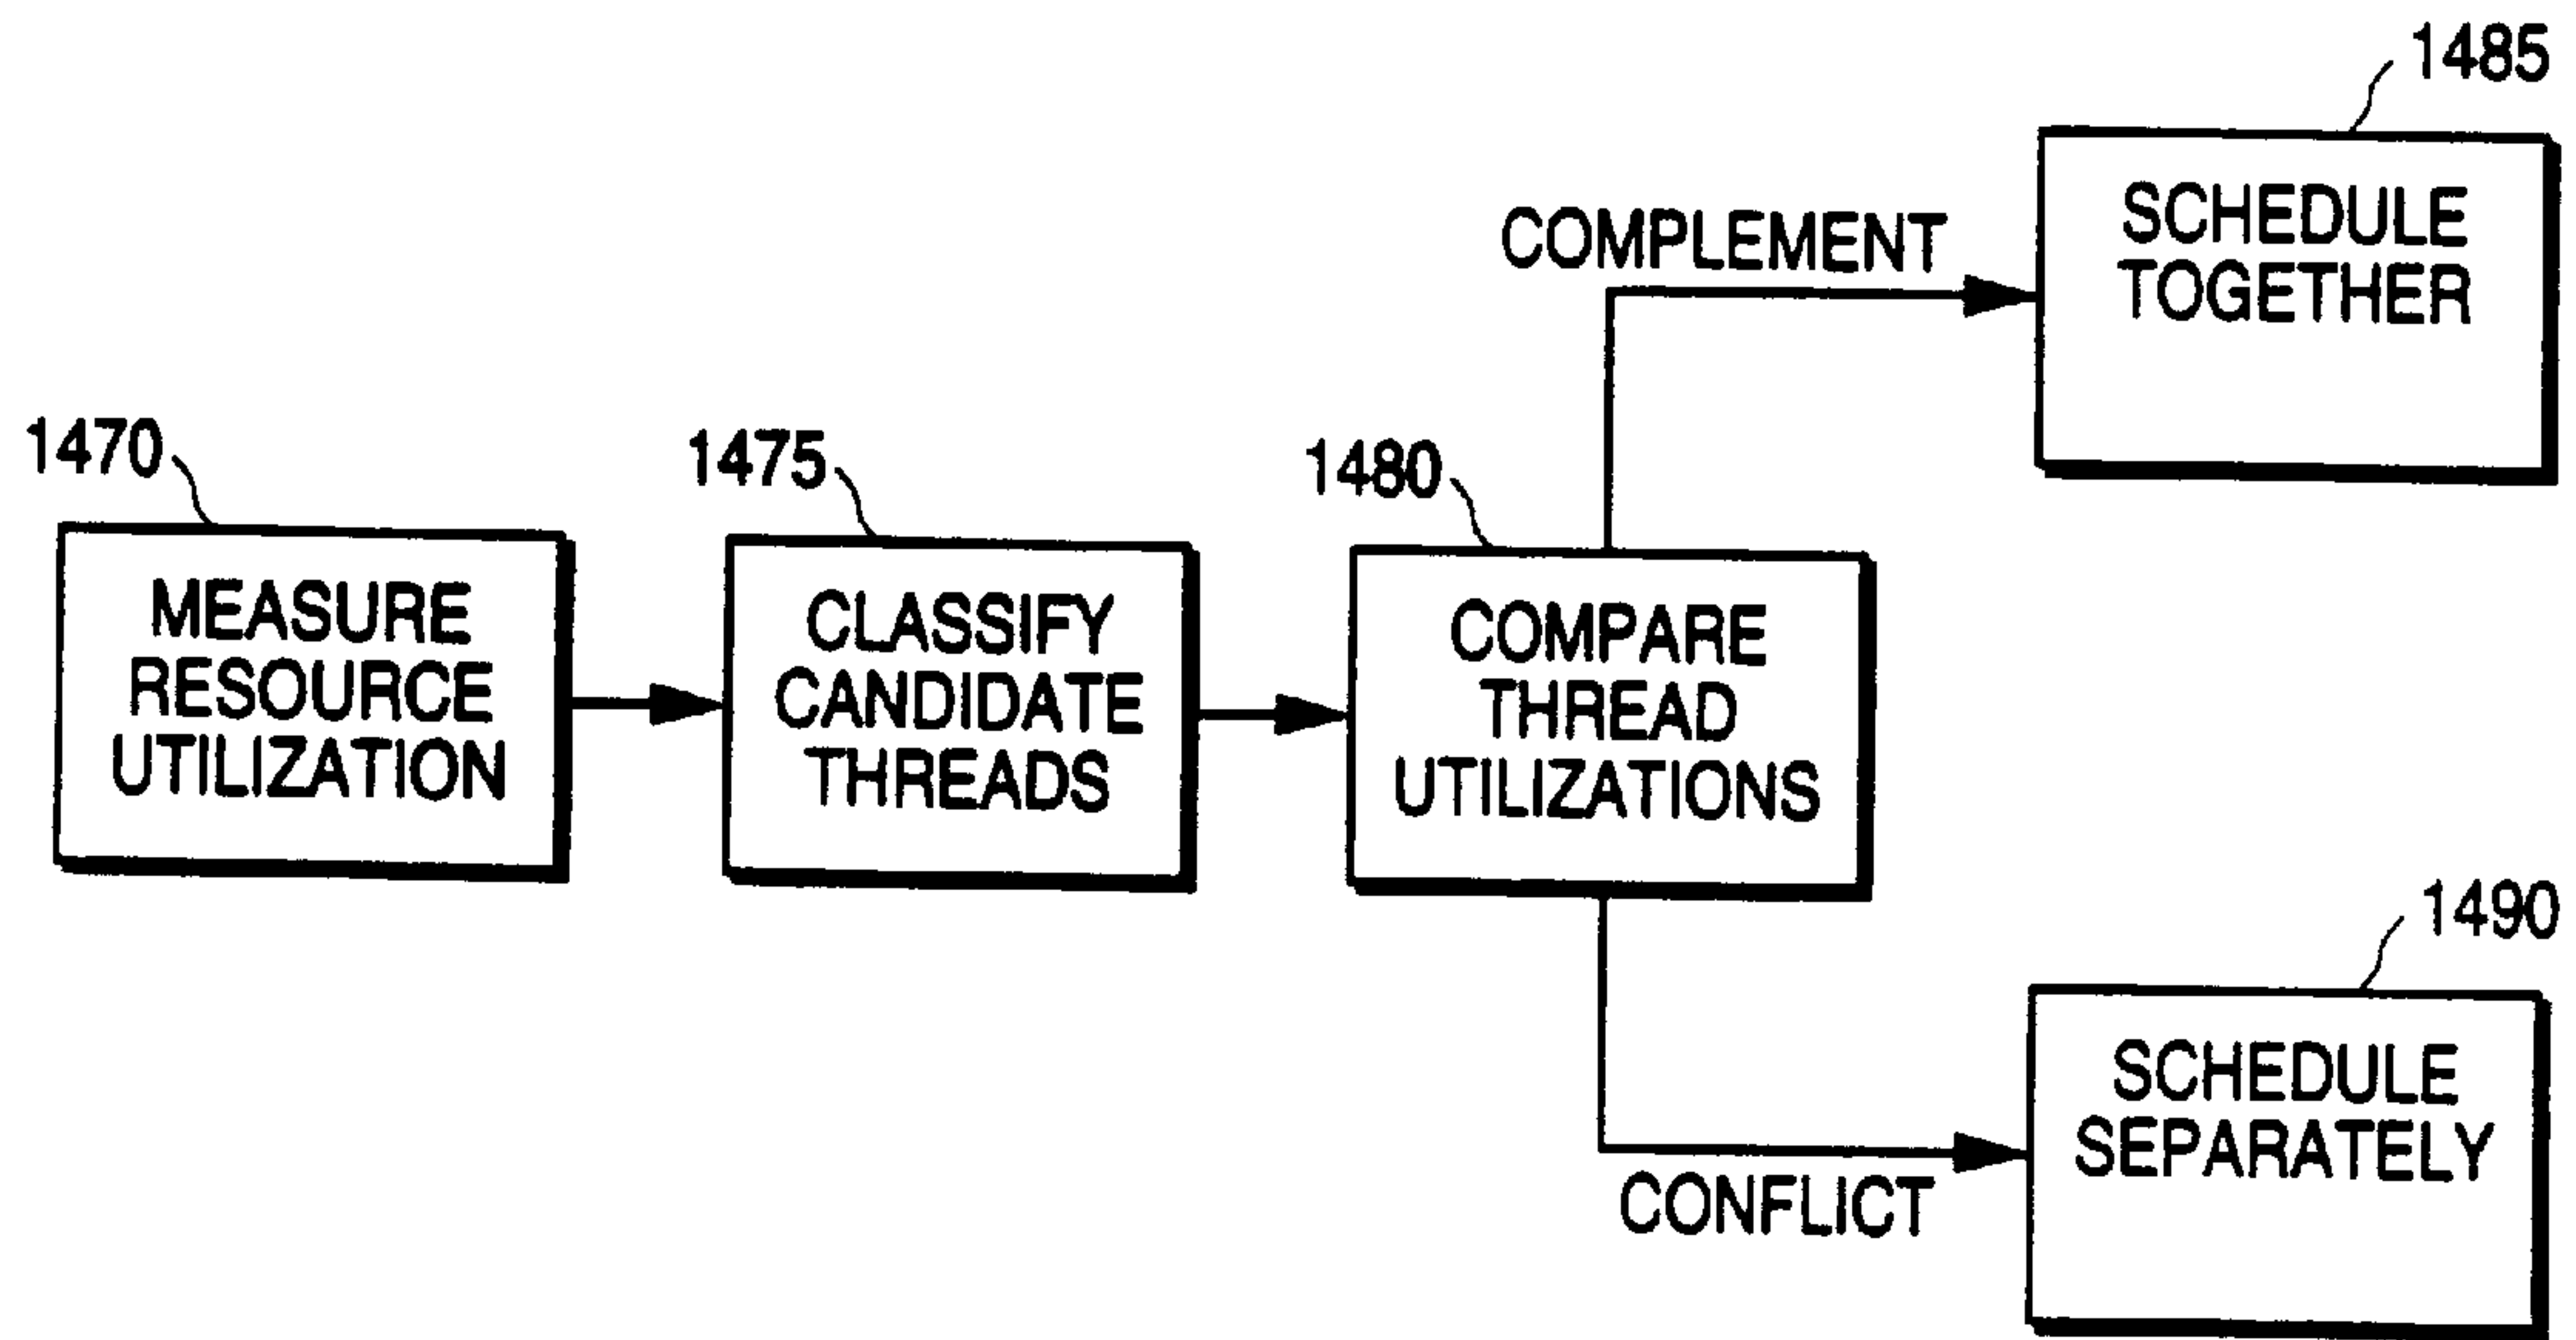 1485
SCHEDULE
TOGETHER
COMPLEMENT
1470
MEASURE
RESOURCE
UTILIZATION
1475
CLASSIFY
CANDIDATE
THREADS
1480
COMPARE
THREAD
UTILIZATIONS
1490
SCHEDULE
SEPARATELY
CONFLICT